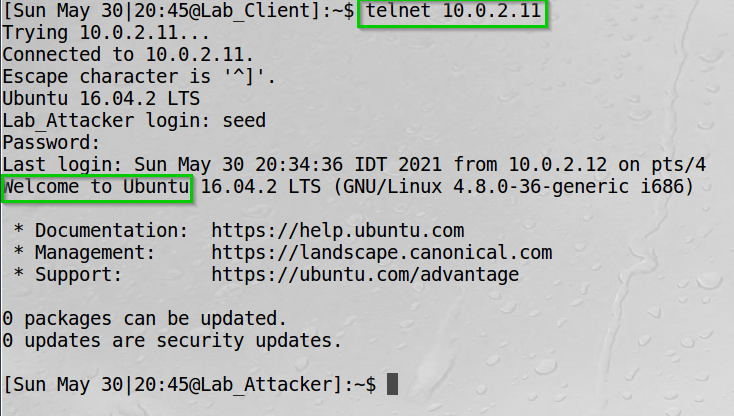 [Sun May 30|20:45@Lab_Client]:~$ telnet 10.0.2.11
Trying 10.0.2.11...
Connected to 10.0.2.11.
Escape character is '^]'.
Ubuntu 16.04.2 LTS
Lab_Attacker login: seed
Password:
Last login: Sun May 30 20:34:36 IDT 2021 from 10.0.2.12 on pts/4
Welcome to Ubuntu 16.04.2 LTS (GNU/Linux 4.8.0-36-generic i686)
* Documentation:  https://help.ubuntu.com
* Management:     https://landscape.canonical.com
* Support:        https://ubuntu.com/advantage
0 packages can be updated.
0 updates are security updates.
[Sun May 30|20:45@Lab_Attacker]:~$